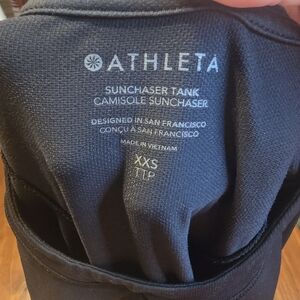 ATHLETA
SUNCHASER TANK
CAMISOLE SUNCHASER
DESIGNED IN SAN FRANCISCO
CONÇU À SAN FRANCISCO
MADE IN VIETNAM
XXS
TTP